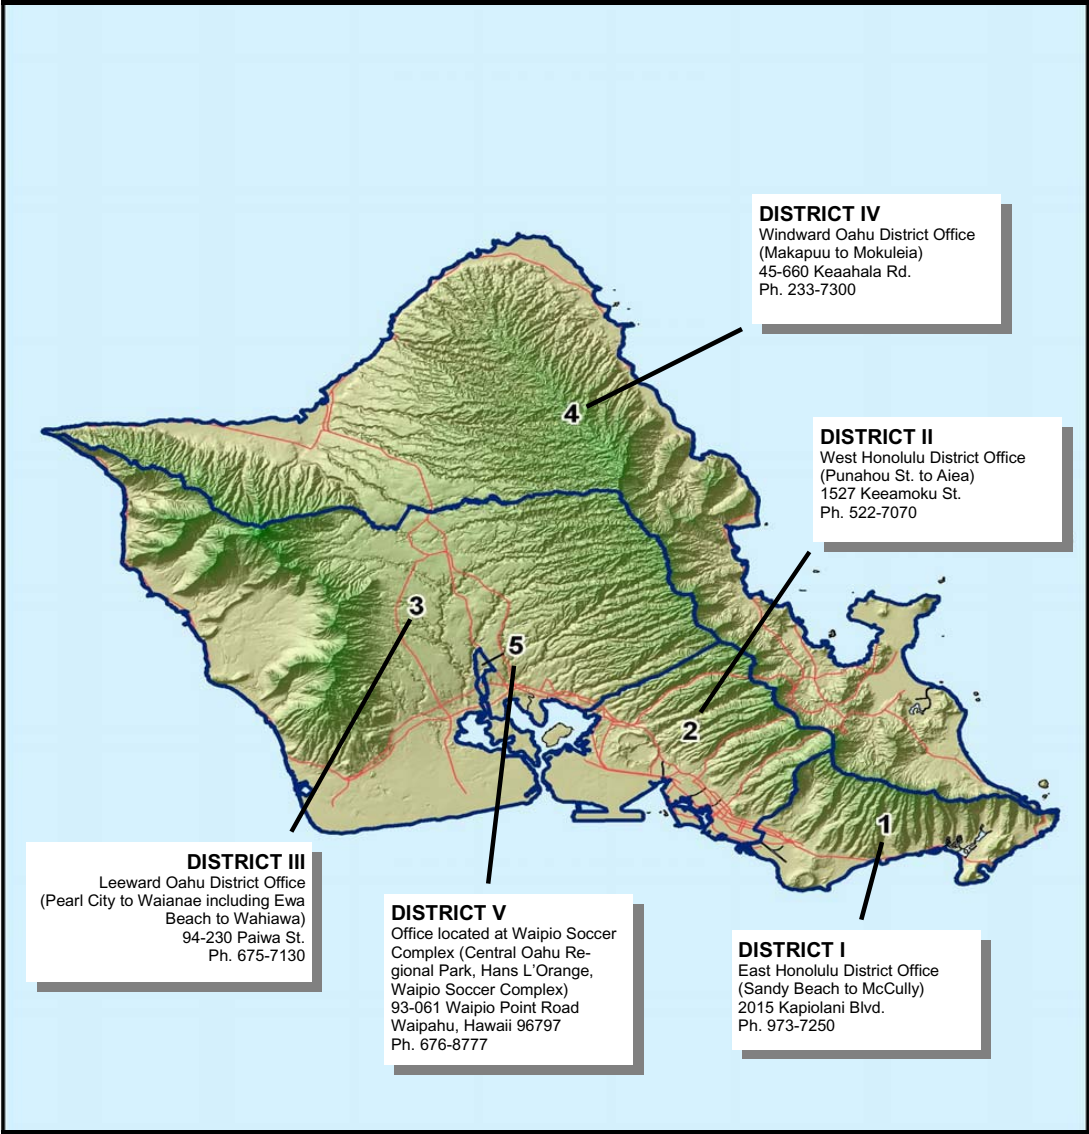 DISTRICT IV
Windward Oahu District Office
(Makapuu to Mokuleia)
45-660 Keaahala Rd.
Ph. 233-7300
4
DISTRICT II
West Honolulu District Office
(Punahou St. to Aiea)
1527 Keeamoku St.
Ph. 522-7070
3
5
2
1
DISTRICT III
Leeward Oahu District Office
(Pearl City to Waianae including Ewa
Beach to Wahiawa)
94-230 Paiwa St.
Ph. 675-7130
DISTRICT V
Office located at Waipio Soccer
Complex (Central Oahu Re-
gional Park, Hans L'Orange,
Waipio Soccer Complex)
93-061 Waipio Point Road
Waipahu, Hawaii 96797
Ph. 676-8777
DISTRICT I
East Honolulu District Office
(Sandy Beach to McCully)
2015 Kapiolani Blvd.
Ph. 973-7250